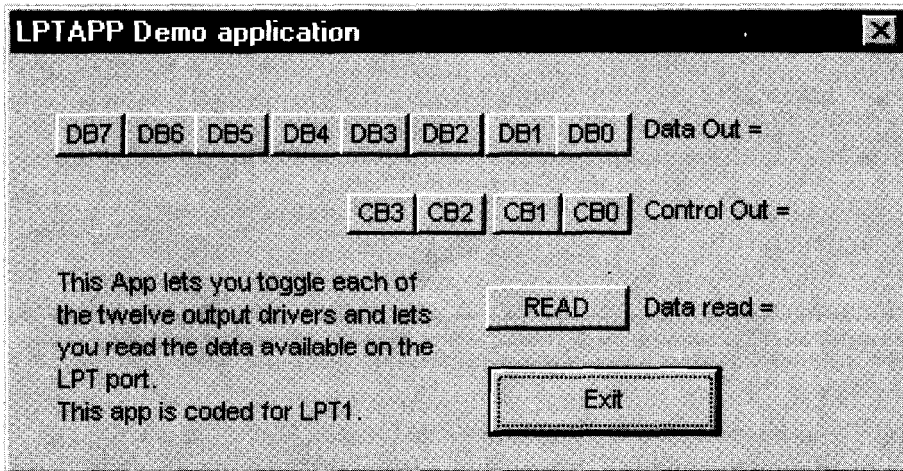 LPTAPP Demo application
DB7 DB6 DB5 DB4 DB3 DB2 DB1 DB0 Data Out =
CB3 CB2 CB1 CB0 Control Out =
This App lets you toggle each of
the twelve output drivers and lets
you read the data available on the
LPT port.
This app is coded for LPT1.
READ Data read =
Exit